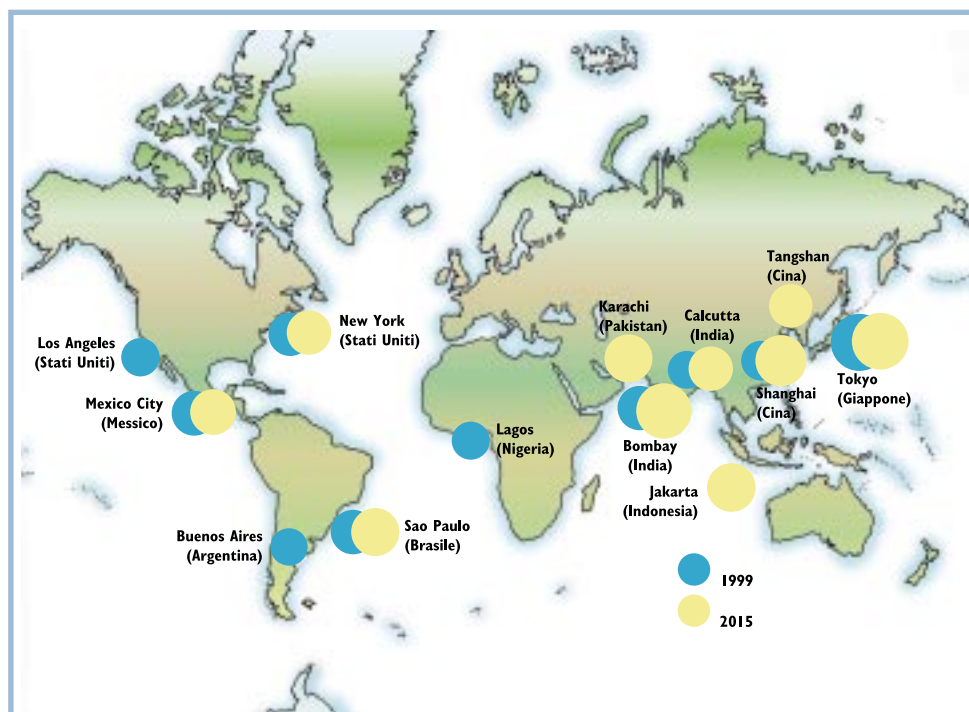 Tangshan
(Cina)
Karachi
(Pakistan)
Calcutta
(India)
New York
(Stati Uniti)
Los Angeles
(Stati Uniti)
Mexico City
(Messico)
Shanghai
(Cina)
Tokyo
(Giappone)
Lagos
(Nigeria)
Bombay
(India)
Jakarta
(Indonesia)
Buenos Aires
(Argentina)
Sao Paulo
(Brasile)
1999
2015